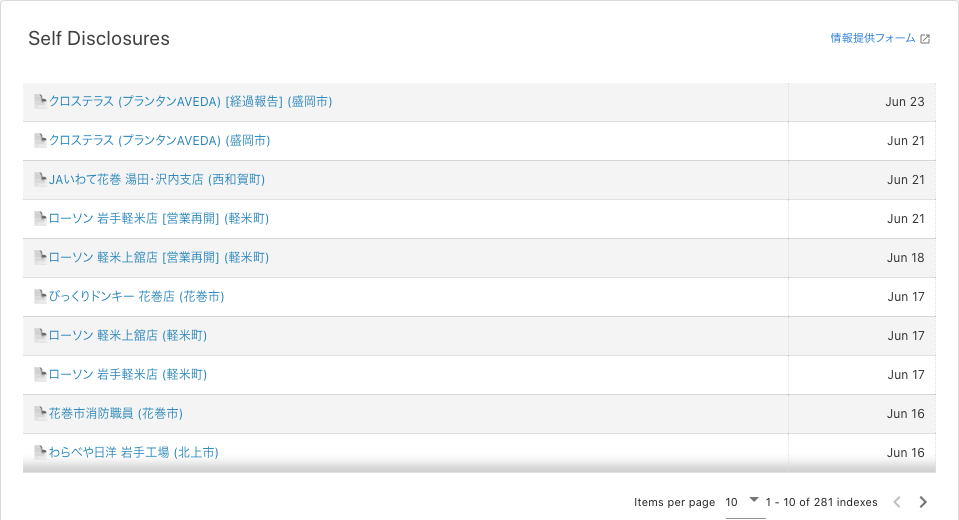 Self Disclosures
情報提供フォーム
クロステラス (プランタンAVEDA) [経過報告] (盛岡市) Jun 23
クロステラス (プランタンAVEDA) (盛岡市) Jun 21
JAいわて花巻 湯田・沢内支店 (西和賀町) Jun 21
ローソン 岩手軽米店 [営業再開] (軽米町) Jun 21
ローソン 軽米上舘店 [営業再開] (軽米町) Jun 18
びっくりドンキー 花巻店 (花巻市) Jun 17
ローソン 軽米上舘店 (軽米町) Jun 17
ローソン 岩手軽米店 (軽米町) Jun 17
花巻市消防職員 (花巻市) Jun 16
わらべや日洋 岩手工場 (北上市) Jun 16
Items per page 10 1 - 10 of 281 indexes